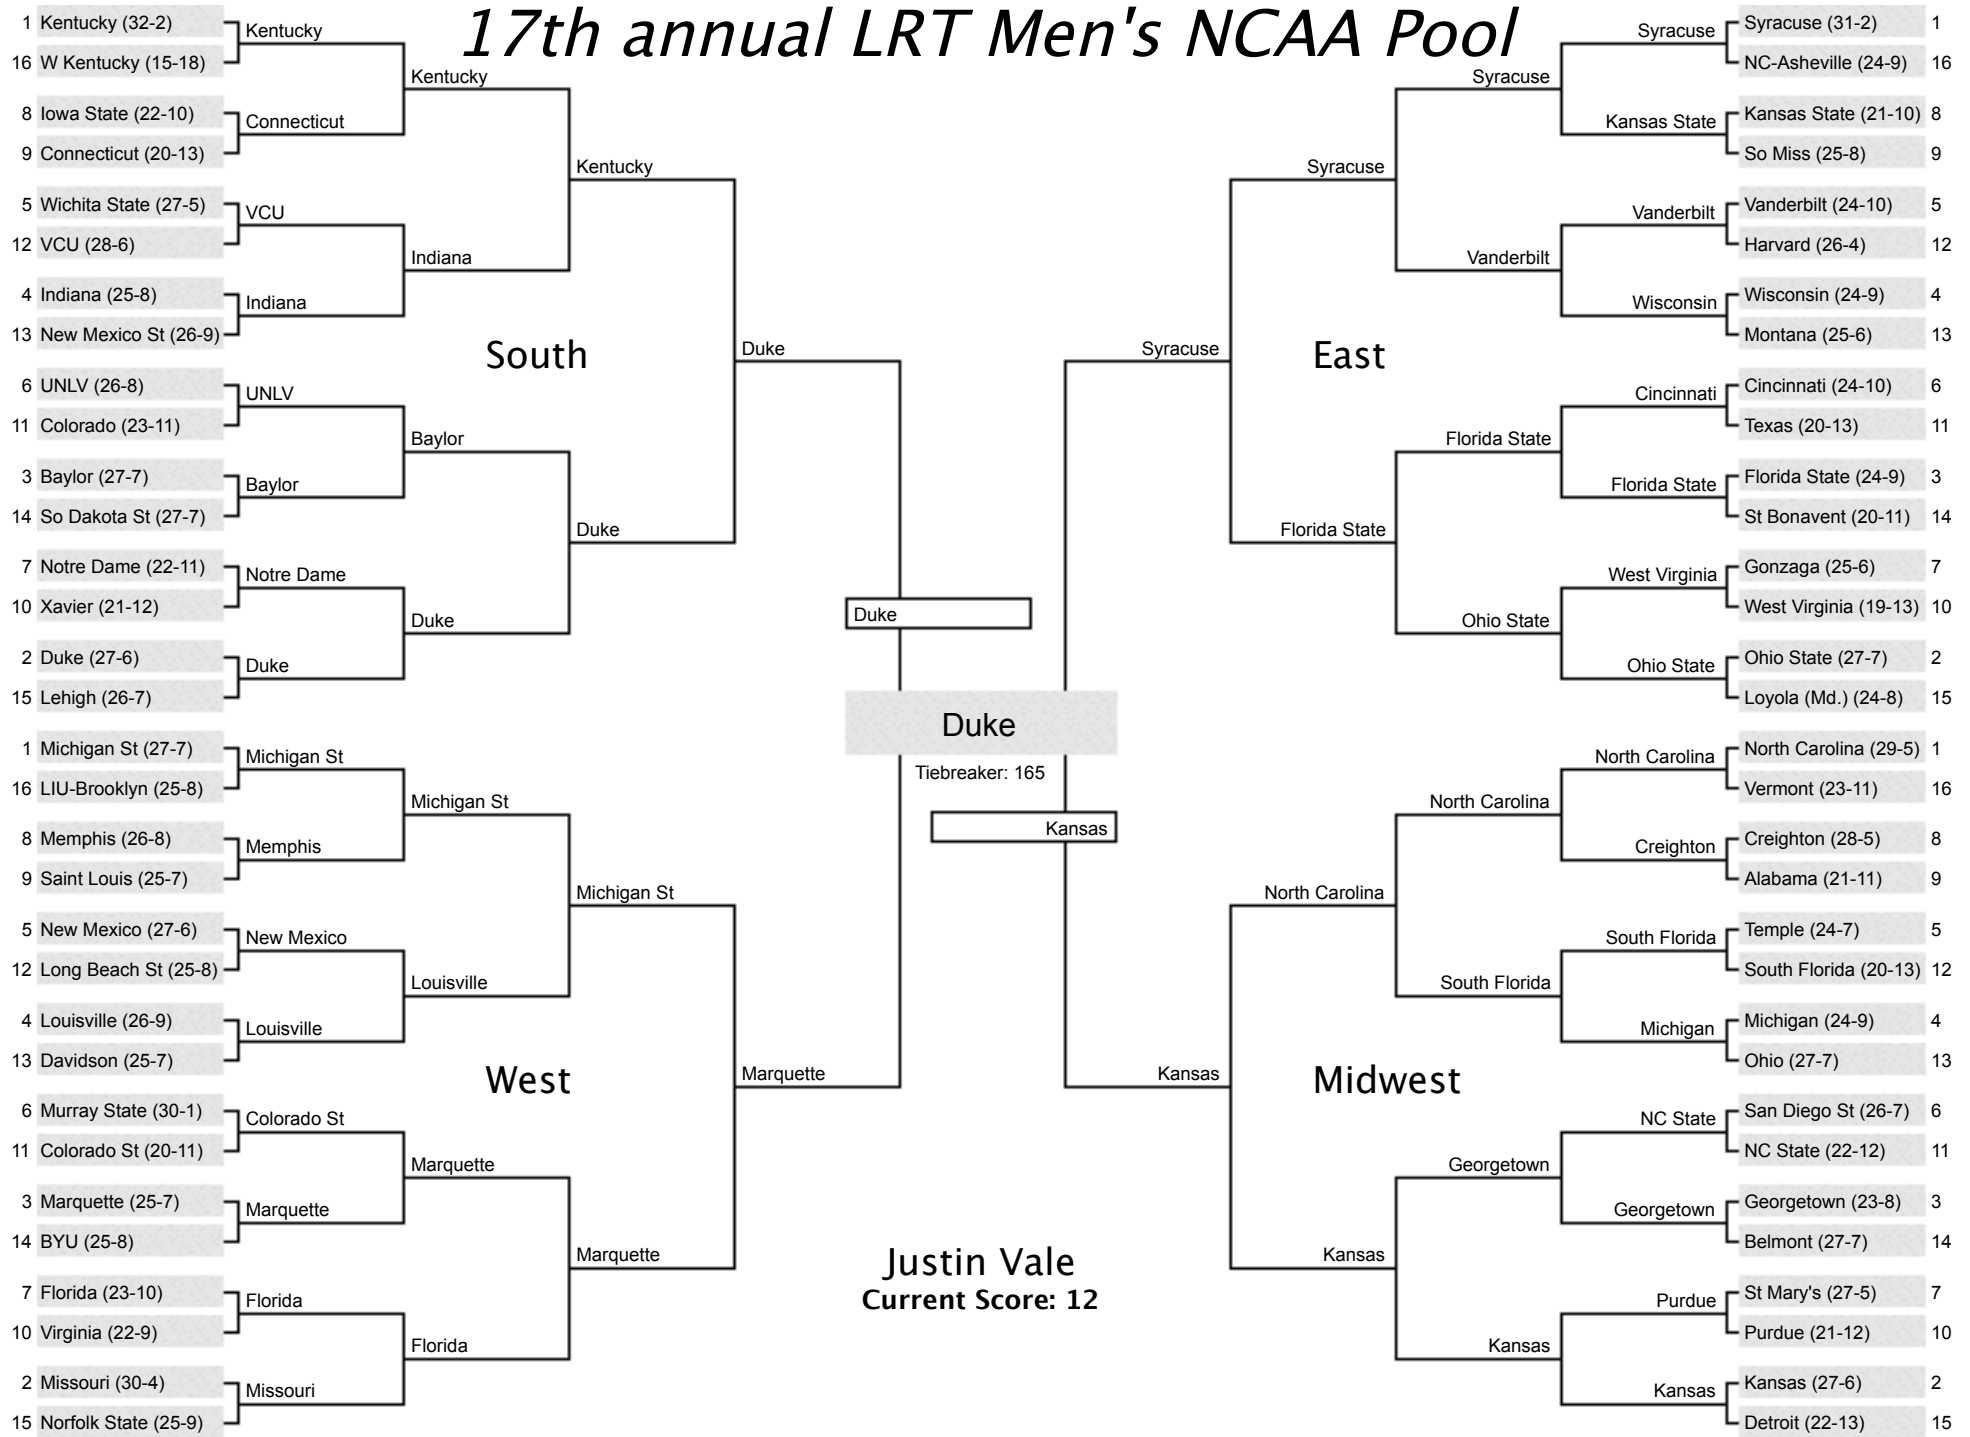 17th annual LRT Men's NCAA Pool
1 Kentucky (32-2)
16 W Kentucky (15-18)
8 Iowa State (22-10)
9 Connecticut (20-13)
5 Wichita State (27-5)
12 VCU (28-6)
4 Indiana (25-8)
13 New Mexico St (26-9)
6 UNLV (26-8)
11 Colorado (23-11)
3 Baylor (27-7)
14 So Dakota St (27-7)
7 Notre Dame (22-11)
10 Xavier (21-12)
2 Duke (27-6)
15 Lehigh (26-7)
Kentucky
Connecticut
VCU
Indiana
UNLV
Baylor
Notre Dame
Duke
Kentucky
Indiana
Baylor
Duke
Kentucky
Duke
South
Duke
1 Michigan St (27-7)
16 LIU-Brooklyn (25-8)
8 Memphis (26-8)
9 Saint Louis (25-7)
5 New Mexico (27-6)
12 Long Beach St (25-8)
4 Louisville (26-9)
13 Davidson (25-7)
6 Murray State (30-1)
11 Colorado St (20-11)
3 Marquette (25-7)
14 BYU (25-8)
7 Florida (23-10)
10 Virginia (22-9)
2 Missouri (30-4)
15 Norfolk State (25-9)
Michigan St
Memphis
New Mexico
Louisville
Colorado St
Marquette
Florida
Missouri
Michigan St
Louisville
Marquette
Florida
Michigan St
Marquette
West
Marquette
Duke
Duke
Tiebreaker: 165
Kansas
Justin Vale
Current Score: 12
Syracuse (31-2) 1
NC-Asheville (24-9) 16
Kansas State (21-10) 8
So Miss (25-8) 9
Vanderbilt (24-10) 5
Harvard (26-4) 12
Wisconsin (24-9) 4
Montana (25-6) 13
Cincinnati (24-10) 6
Texas (20-13) 11
Florida State (24-9) 3
St Bonavent (20-11) 14
Gonzaga (25-6) 7
West Virginia (19-13) 10
Ohio State (27-7) 2
Loyola (Md.) (24-8) 15
Syracuse
Kansas State
Vanderbilt
Wisconsin
Cincinnati
Florida State
West Virginia
Ohio State
Syracuse
Vanderbilt
Florida State
Ohio State
Syracuse
Florida State
East
Syracuse
North Carolina (29-5) 1
Vermont (23-11) 16
Creighton (28-5) 8
Alabama (21-11) 9
Temple (24-7) 5
South Florida (20-13) 12
Michigan (24-9) 4
Ohio (27-7) 13
San Diego St (26-7) 6
NC State (22-12) 11
Georgetown (23-8) 3
Belmont (27-7) 14
St Mary's (27-5) 7
Purdue (21-12) 10
Kansas (27-6) 2
Detroit (22-13) 15
North Carolina
Creighton
South Florida
Michigan
NC State
Georgetown
Purdue
Kansas
North Carolina
South Florida
Georgetown
Kansas
North Carolina
Kansas
Midwest
Kansas